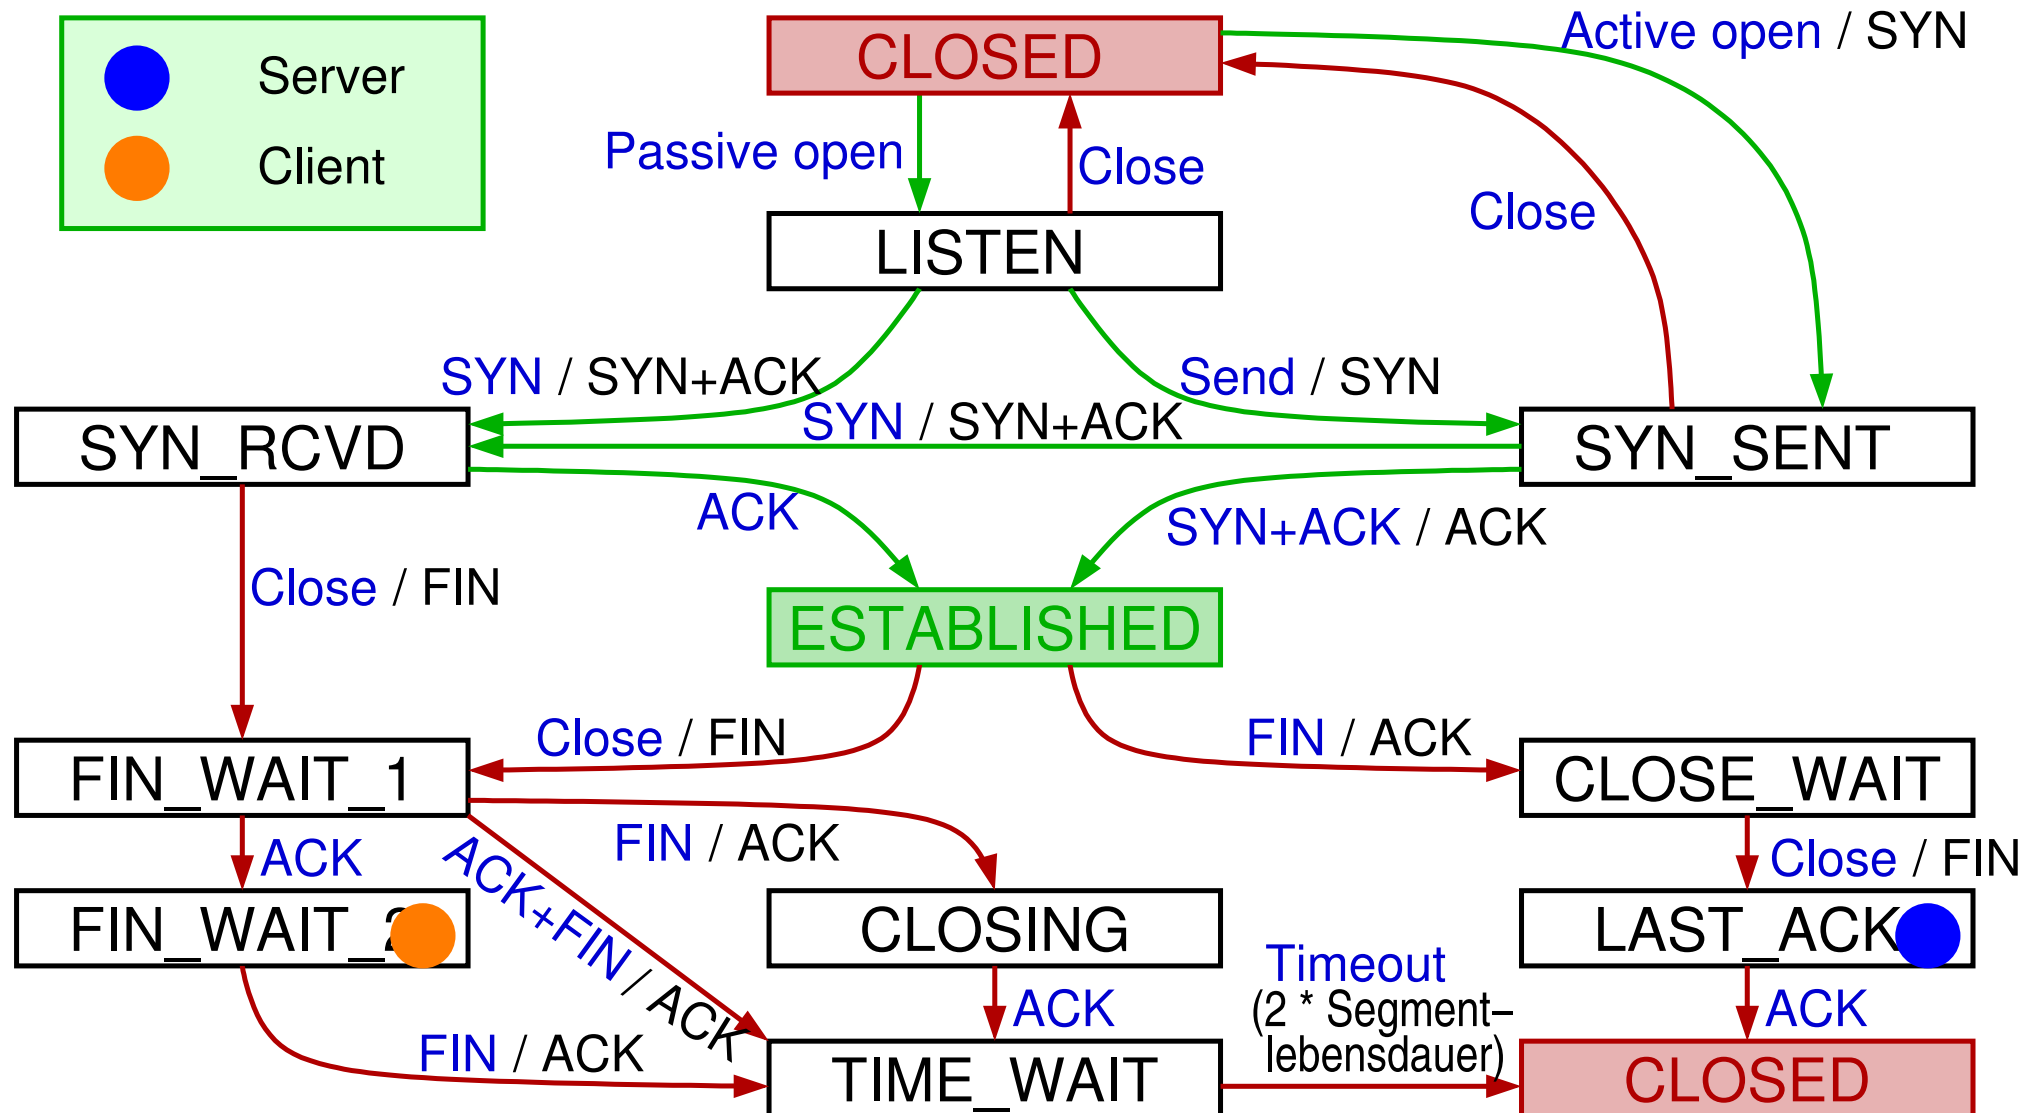 Server
Client
CLOSED
Active open / SYN
Passive open
Close
Close
LISTEN
SYN / SYN+ACK
Send / SYN
SYN / SYN+ACK
SYN_RCVD
SYN_SENT
ACK
SYN+ACK / ACK
Close / FIN
ESTABLISHED
Close / FIN
FIN / ACK
FIN_WAIT_1
CLOSE_WAIT
ACK
ACK+FIN / ACK
FIN / ACK
Close / FIN
FIN_WAIT_2
CLOSING
LAST_ACK
Timeout
(2 * Segment–
lebensdauer)
ACK
ACK
FIN / ACK
TIME_WAIT
CLOSED